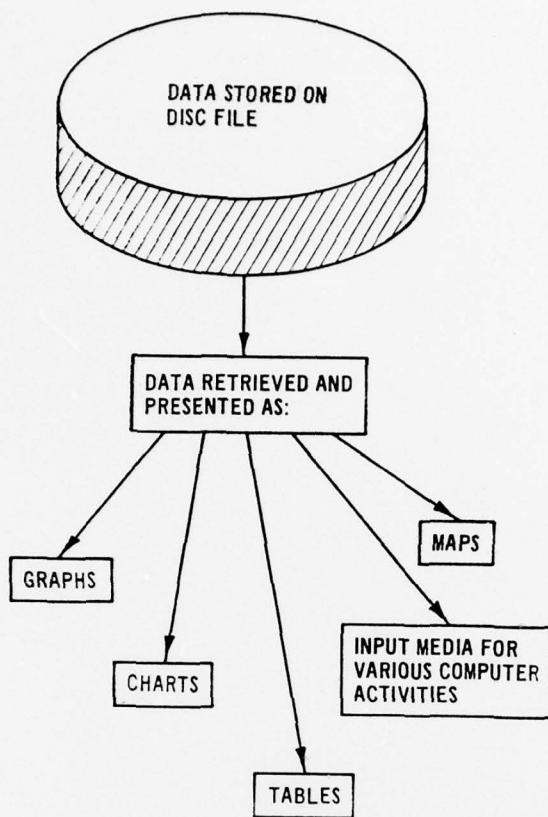 DATA STORED ON
DISC FILE
DATA RETRIEVED AND
PRESENTED AS:
GRAPHS
CHARTS
TABLES
INPUT MEDIA FOR
VARIOUS COMPUTER
ACTIVITIES
MAPS